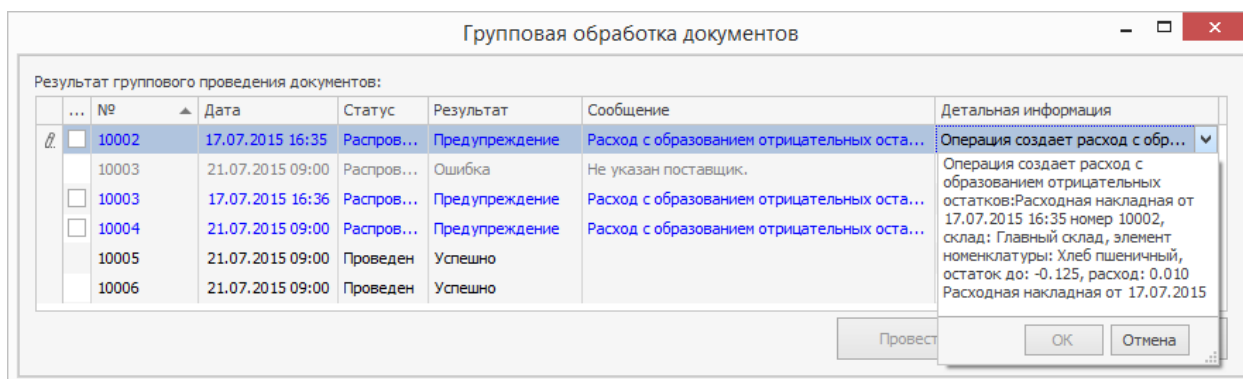 Групповая обработка документов
Результат группового проведения документов:
... № Дата Статус Результат Сообщение Детальная информация
10002 17.07.2015 16:35 Распров... Предупреждение Расход с образованием отрицательных оста... Операция создает расход с обр...
10003 21.07.2015 09:00 Распров... Ошибка Не указан поставщик.
10003 17.07.2015 16:36 Распров... Предупреждение Расход с образованием отрицательных оста...
10004 21.07.2015 09:00 Распров... Предупреждение Расход с образованием отрицательных оста...
10005 21.07.2015 09:00 Проведен Успешно
10006 21.07.2015 09:00 Проведен Успешно
Операция создает расход с
образованием отрицательных
остатков:Расходная накладная от
17.07.2015 16:35 номер 10002,
склад: Главный склад, элемент
номенклатуры: Хлеб пшеничный,
остаток до: -0.125, расход: 0.010
Расходная накладная от 17.07.2015
Провест
ОК Отмена